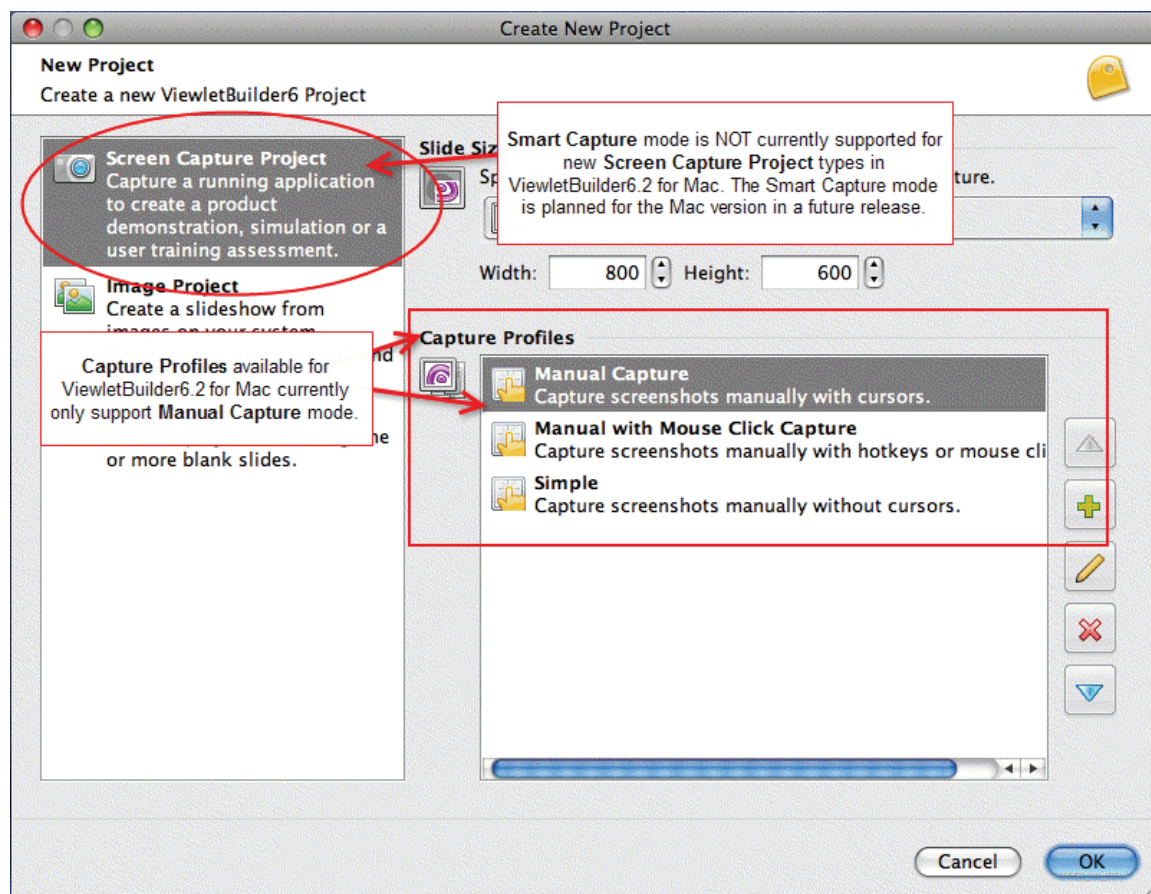 Create New Project
New Project
Create a new ViewletBuilder6 Project
Screen Capture Project
Capture a running application
to create a product
demonstration, simulation or a
user training assessment.
Image Project
Create a slideshow from
images on your system
or more blank slides.
Capture Profiles available for
ViewletBuilder6.2 for Mac currently
only support Manual Capture mode.
Slide Siz
Smart Capture mode is NOT currently supported for
new Screen Capture Project types in
ViewletBuilder6.2 for Mac. The Smart Capture mode
is planned for the Mac version in a future release.
Width: 800 Height: 600
Capture Profiles
Manual Capture
Capture screenshots manually with cursors.
Manual with Mouse Click Capture
Capture screenshots manually with hotkeys or mouse cli
Simple
Capture screenshots manually without cursors.
Cancel
OK